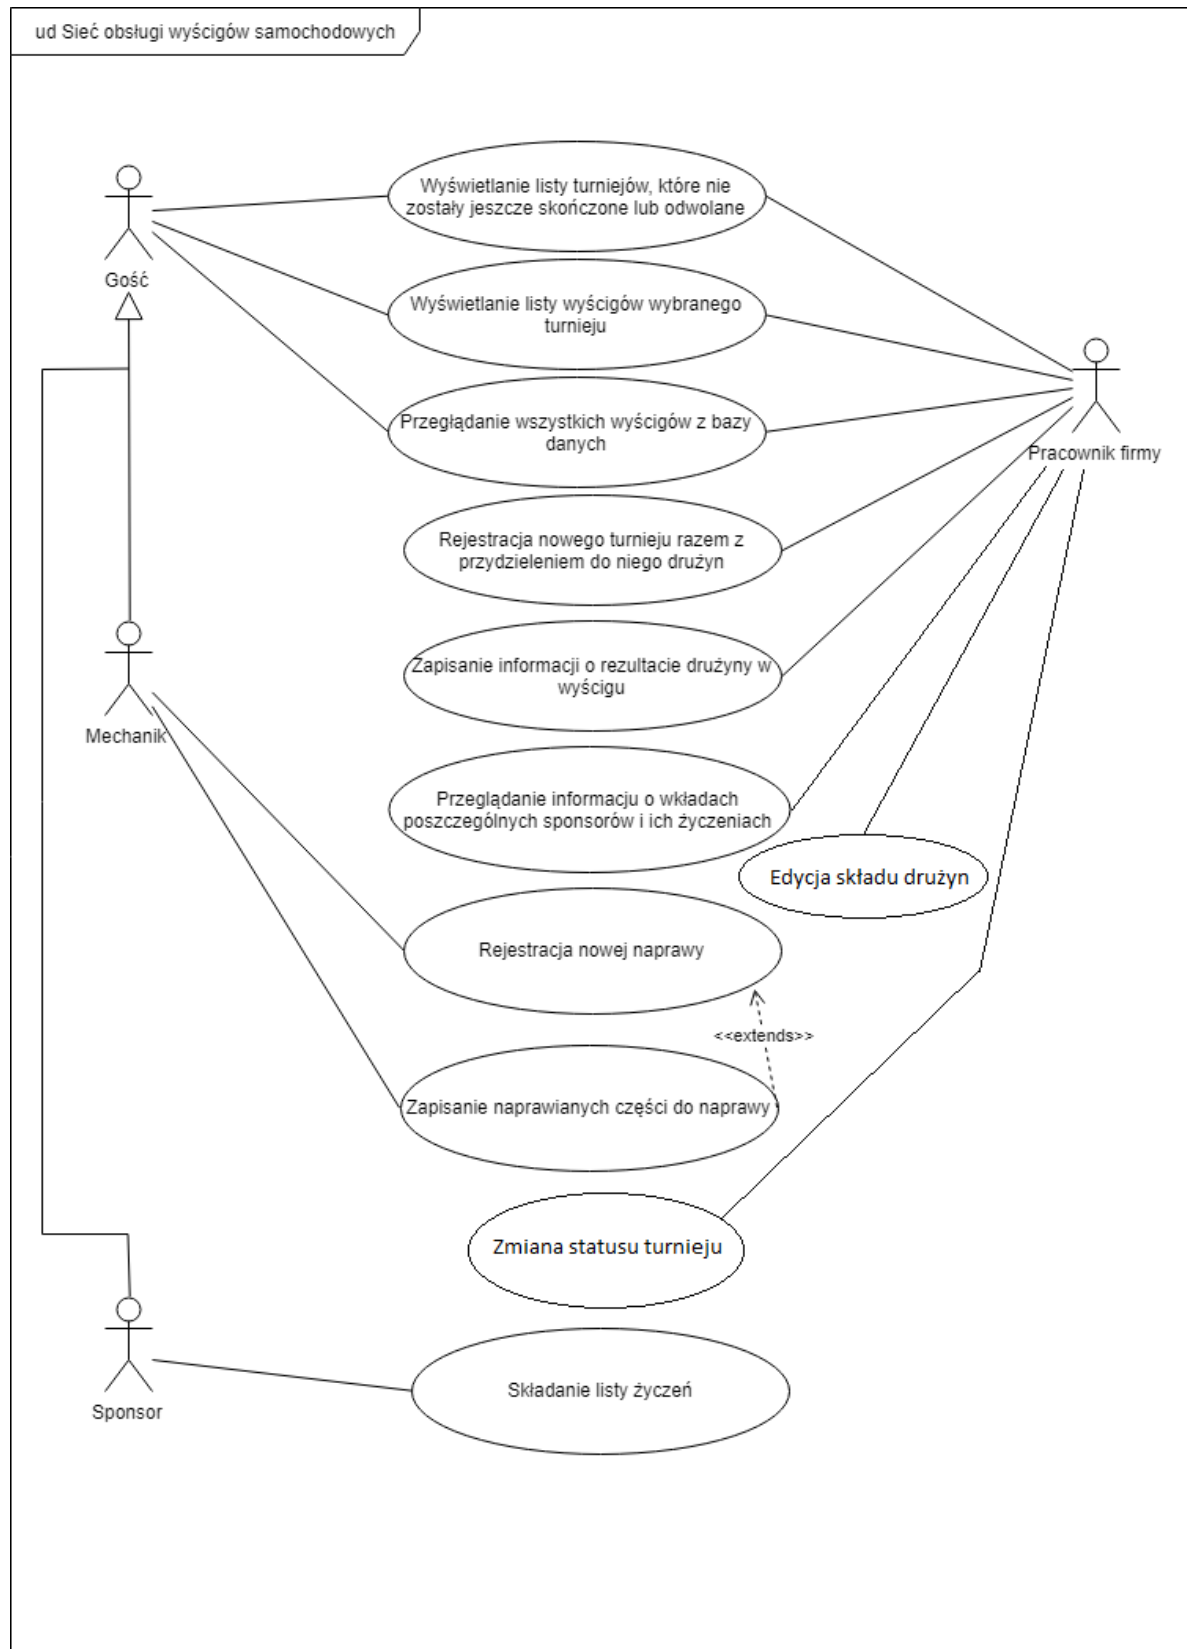 ud Sieć obsługi wyścigów samochodowych
Wyświetlanie listy turniejów, które nie
zostały jeszcze skończone lub odwolane
Gość
Wyświetlanie listy wyścigów wybranego
turnieju
Przeglądanie wszystkich wyścigów z bazy
danych
Pracownik firmy
Rejestracja nowego turnieju razem z
przydzieleniem do niego drużyn
Zapisanie informacji o rezultacie drużyny w
wyścigu
Mechanik
Przeglądanie informacju o wkładach
poszczególnych sponsorów i ich życzeniach
Edycja składu drużyn
Rejestracja nowej naprawy
<<extends>>
Zapisanie naprawianych części do naprawy
Zmiana statusu turnieju
Składanie listy życzeń
Sponsor